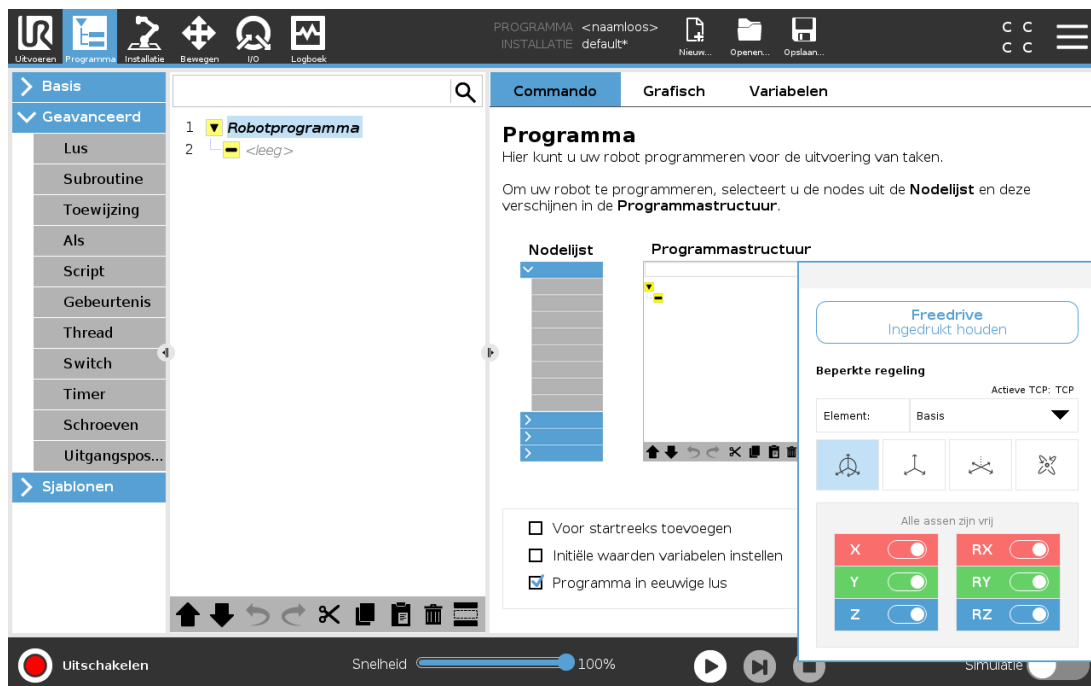 PROGRAMMA <naamloos>
INSTALLATIE default*
Uitvoeren Programma Installatie Bewegen I/O Logboek
Nieuw... Openen... Opslaan...
C C
C C
Basis
Geavanceerd
Lus
Subroutine
Toewijzing
Als
Script
Gebeurtenis
Thread
Switch
Timer
Schroeven
Uitgangspos...
Sjablonen
1 Robotprogramma
2 <leeg>
Commando Grafisch Variabelen
Programma
Hier kunt u uw robot programmeren voor de uitvoering van taken.
Om uw robot te programmeren, selecteert u de nodes uit de Nodelijst en deze
verschijnen in de Programmastructuur.
Nodelijst Programmastructuur
Voor startreeks toevoegen
Initiële waarden variabelen instellen
Programma in eeuwige lus
Freedrive
Ingedrukt houden
Beperkte regeling
Actieve TCP: TCP
Element: Basis
Alle assen zijn vrij
X RX
Y RY
Z RZ
Uitschakelen
Snelheid 100%
Simulatie